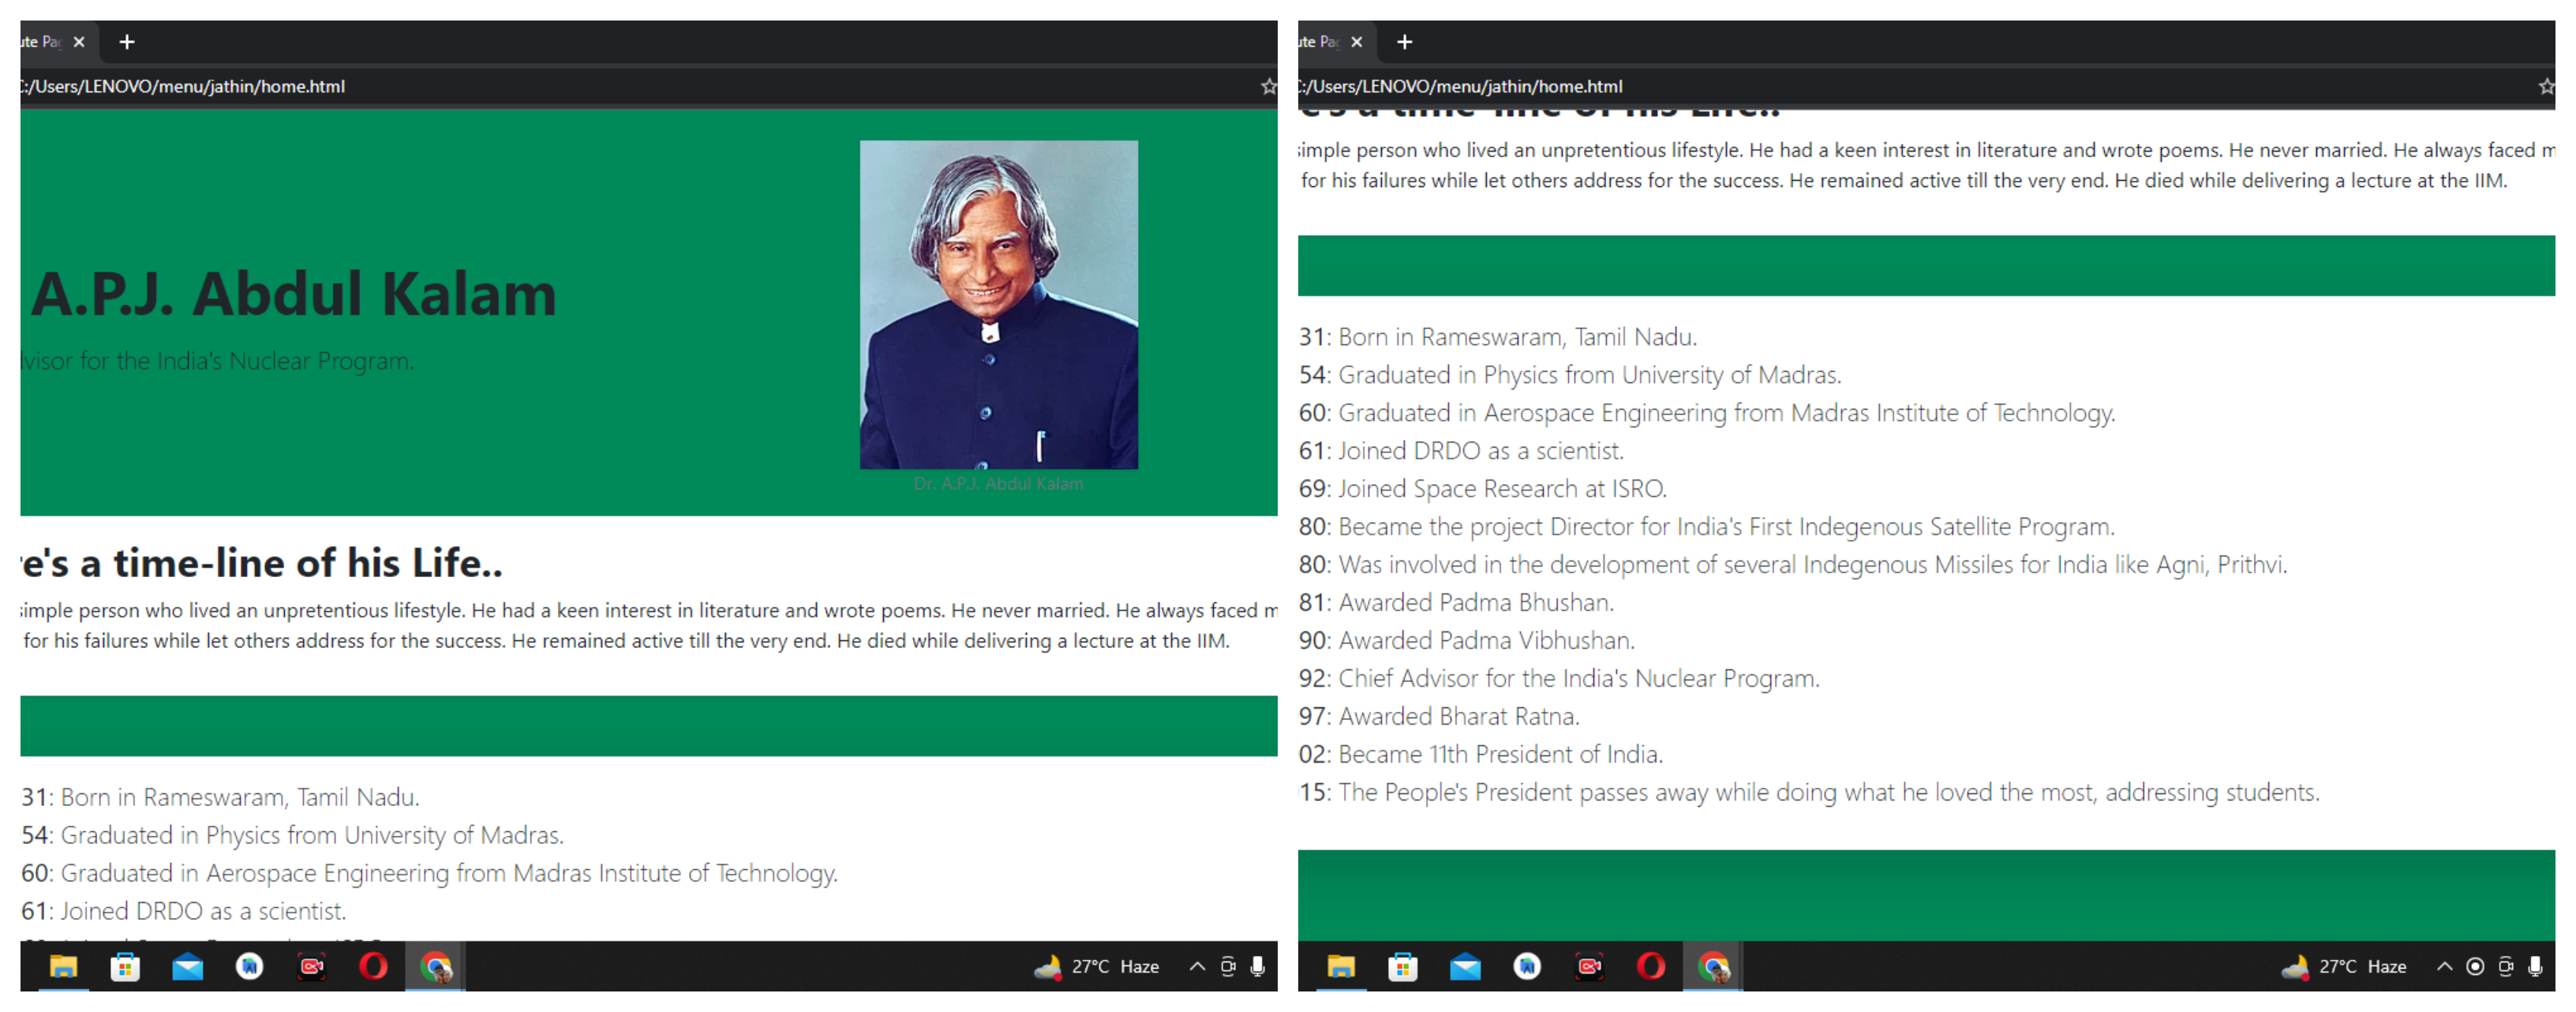 ute Pa
:/Users/LENOVO/menu/jathin/home.html
A.P.J. Abdul Kalam
visor for the India's Nuclear Program.
Dr. A.P.J. Abdul Kalam
e's a time-line of his Life..
simple person who lived an unpretentious lifestyle. He had a keen interest in literature and wrote poems. He never married. He always faced m
for his failures while let others address for the success. He remained active till the very end. He died while delivering a lecture at the IIM.
31: Born in Rameswaram, Tamil Nadu.
54: Graduated in Physics from University of Madras.
60: Graduated in Aerospace Engineering from Madras Institute of Technology.
61: Joined DRDO as a scientist.
27°C Haze
ute Pa
:/Users/LENOVO/menu/jathin/home.html
e's a time-line of his Life..
simple person who lived an unpretentious lifestyle. He had a keen interest in literature and wrote poems. He never married. He always faced m
for his failures while let others address for the success. He remained active till the very end. He died while delivering a lecture at the IIM.
31: Born in Rameswaram, Tamil Nadu.
54: Graduated in Physics from University of Madras.
60: Graduated in Aerospace Engineering from Madras Institute of Technology.
61: Joined DRDO as a scientist.
69: Joined Space Research at ISRO.
80: Became the project Director for India's First Indegenous Satellite Program.
80: Was involved in the development of several Indegenous Missiles for India like Agni, Prithvi.
81: Awarded Padma Bhushan.
90: Awarded Padma Vibhushan.
92: Chief Advisor for the India's Nuclear Program.
97: Awarded Bharat Ratna.
02: Became 11th President of India.
15: The People's President passes away while doing what he loved the most, addressing students.
27°C Haze